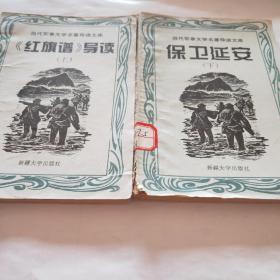 当代军事文学名著导读文库
《红旗谱》导读
(上)
新疆大学出版社
当代军事文学名著导读文库
保卫延安
(下)
新疆大学出版社